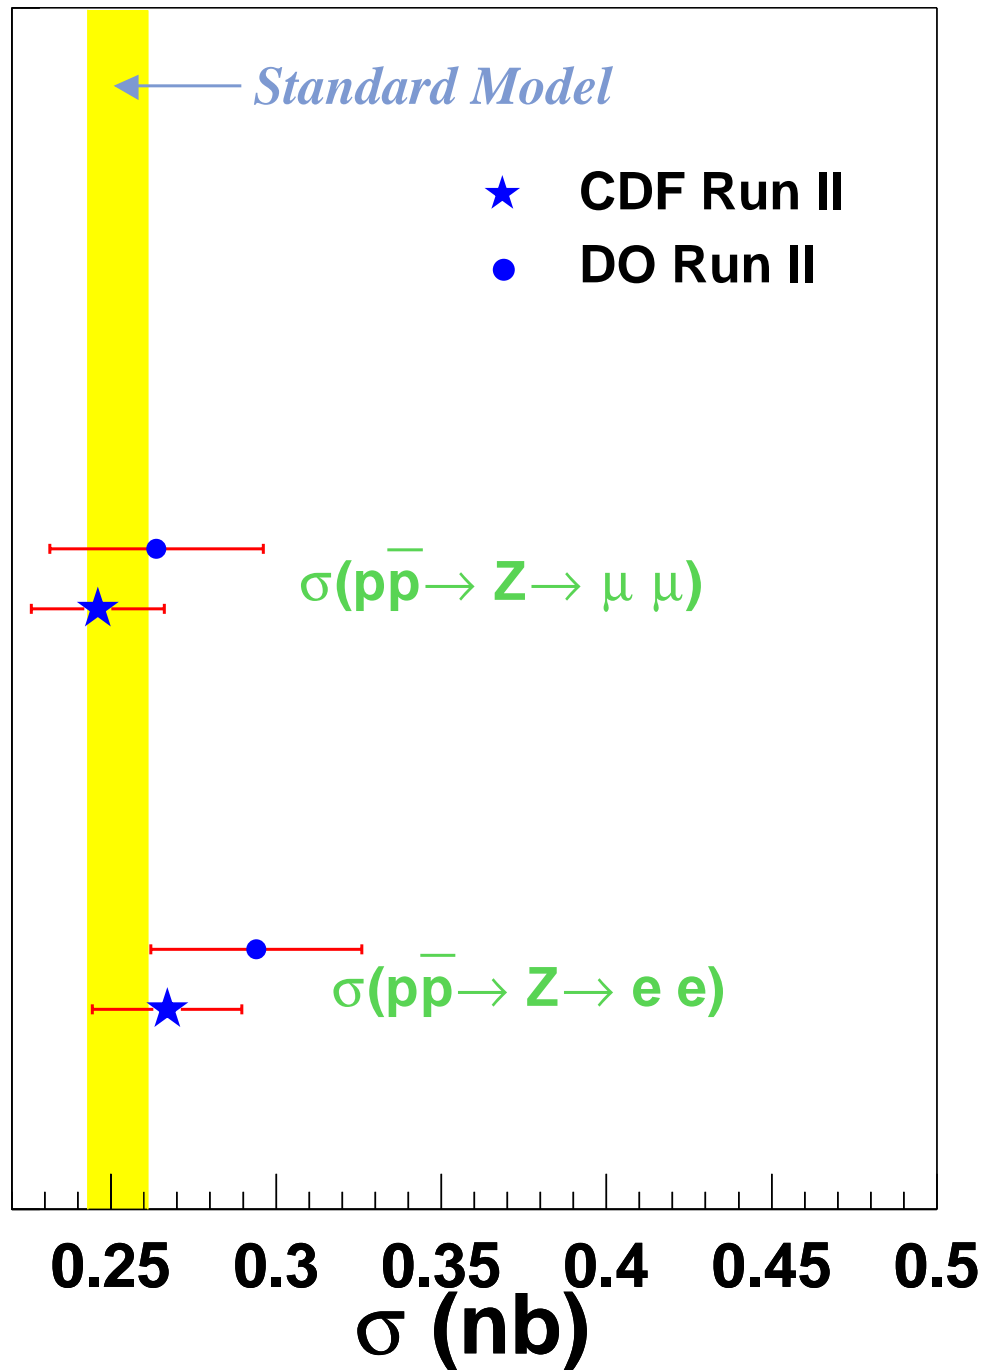 Standard Model
CDF Run II
DO Run II
σ(pp̅→ Z→ μ μ)
σ(pp̅→ Z→ e e)
0.25 0.3 0.35 0.4 0.45 0.5
σ (nb)